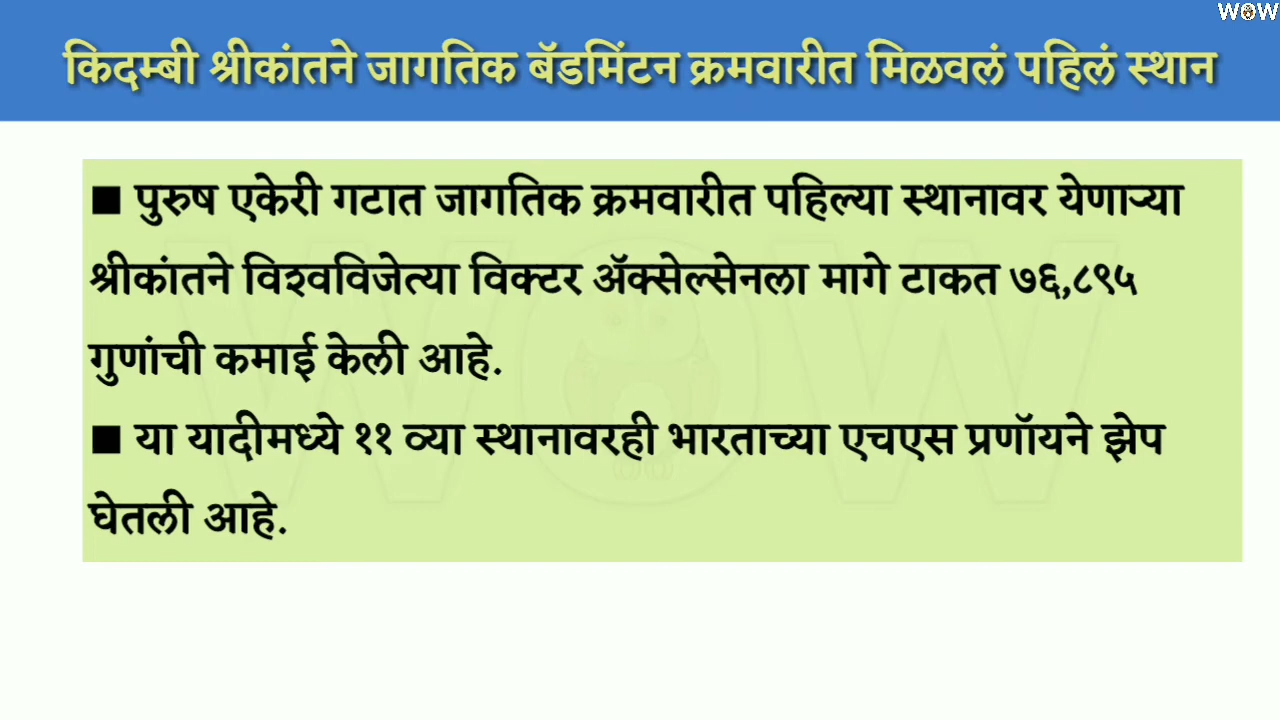 WOW
किदम्बी श्रीकांतने जागतिक बॅडमिंटन क्रमवारीत मिळवलं पहिलं स्थान
■ पुरुष एकेरी गटात जागतिक क्रमवारीत पहिल्या स्थानावर येणाऱ्या
श्रीकांतने विश्वविजेत्या विक्टर ॲक्सेल्सेनला मागे टाकत ७६,८९५
गुणांची कमाई केली आहे.
■ या यादीमध्ये ११ व्या स्थानावरही भारताच्या एचएस प्रणॉयने झेप
घेतली आहे.
WOW